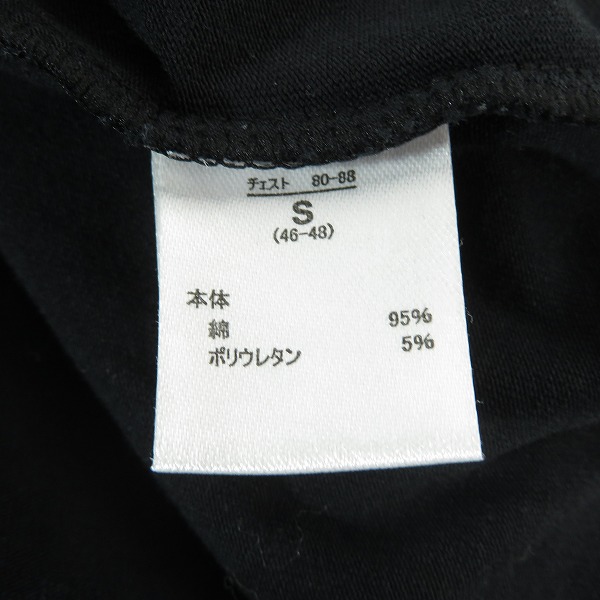 チェスト 80-88
S
(46-48)
本体
綿 95%
ポリウレタン 5%